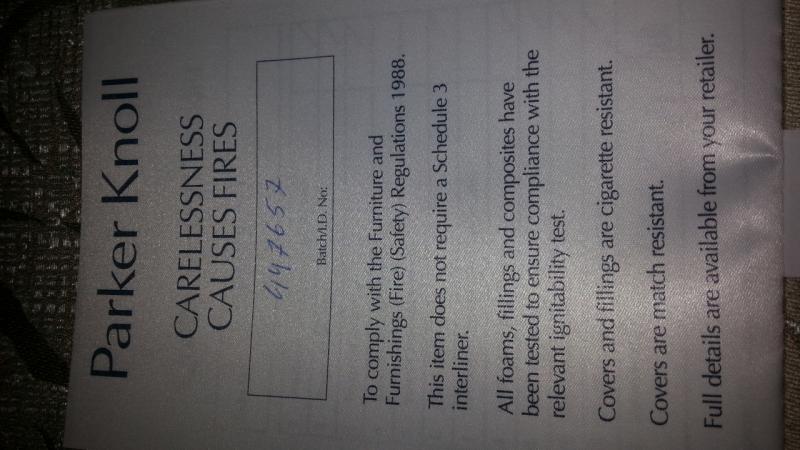 Parker Knoll
CARELESSNESS
CAUSES FIRES
447657
Batch/I.D. No:
To comply with the Furniture and
Furnishings (Fire) (Safety) Regulations 1988.
This item does not require a Schedule 3
interliner.
All foams, fillings and composites have
been tested to ensure compliance with the
relevant ignitability test.
Covers and fillings are cigarette resistant.
Covers are match resistant.
Full details are available from your retailer.